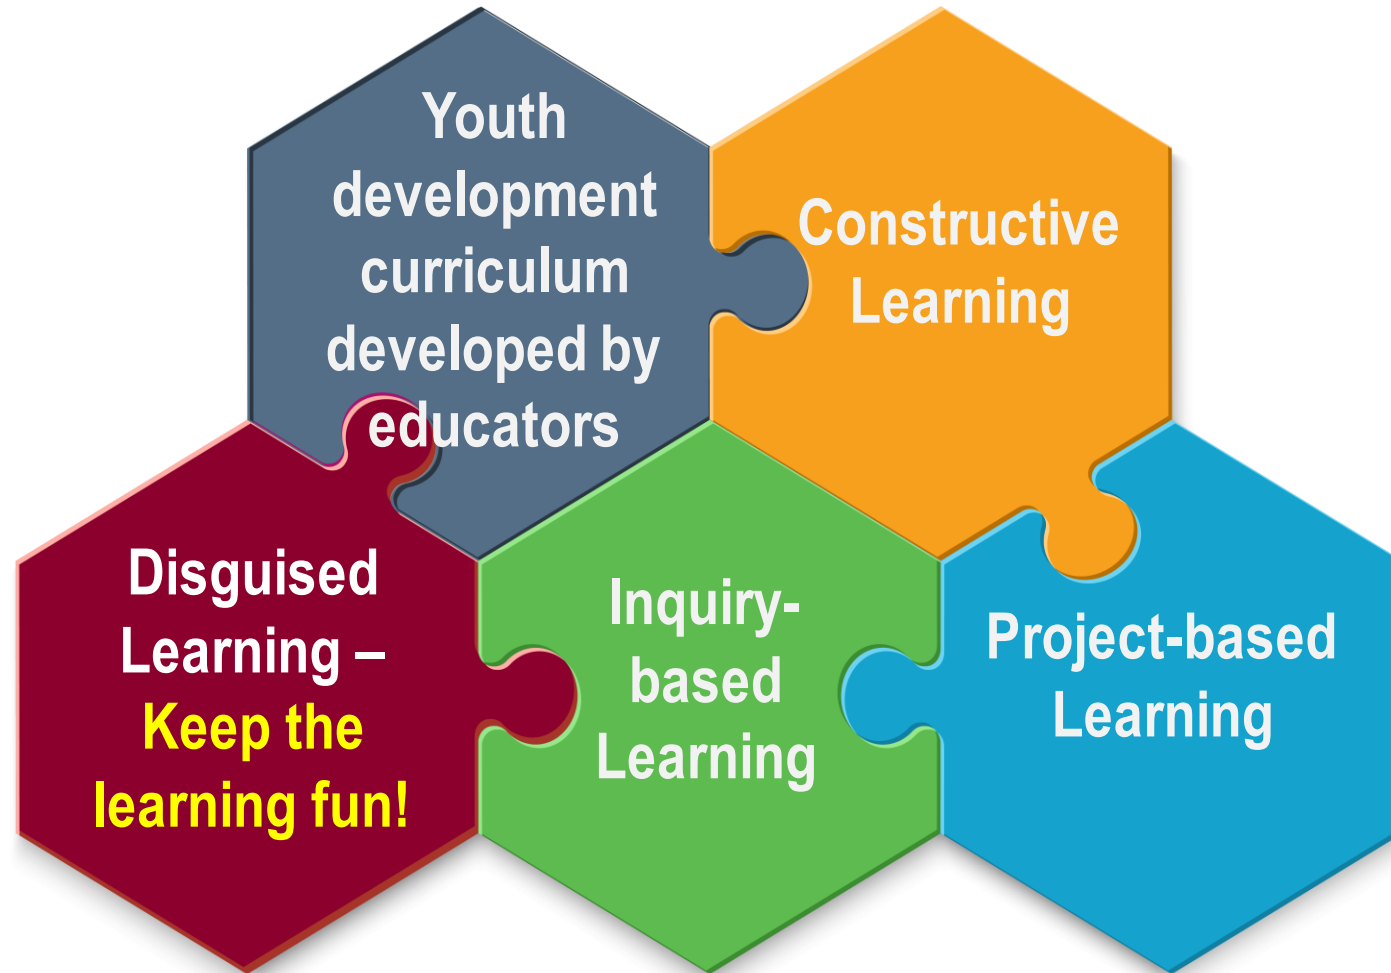 Youth
development
curriculum
developed by
educators
Constructive
Learning
Disguised
Learning –
Keep the
learning fun!
Inquiry-
based
Learning
Project-based
Learning